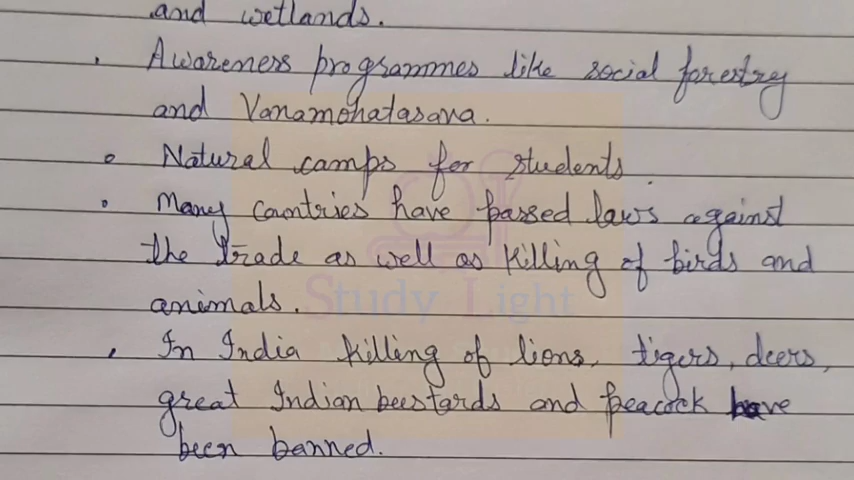 and wetlands.
. Awareness programmes like social forestry
and Vanamohatasava.
• Natural camps for students.
• Many countries have passed laws against
the trade as well as killing of birds and
animals.
Study Light
. In India killing of lions, tigers, deers,
great Indian beestards and peacock have
been banned.